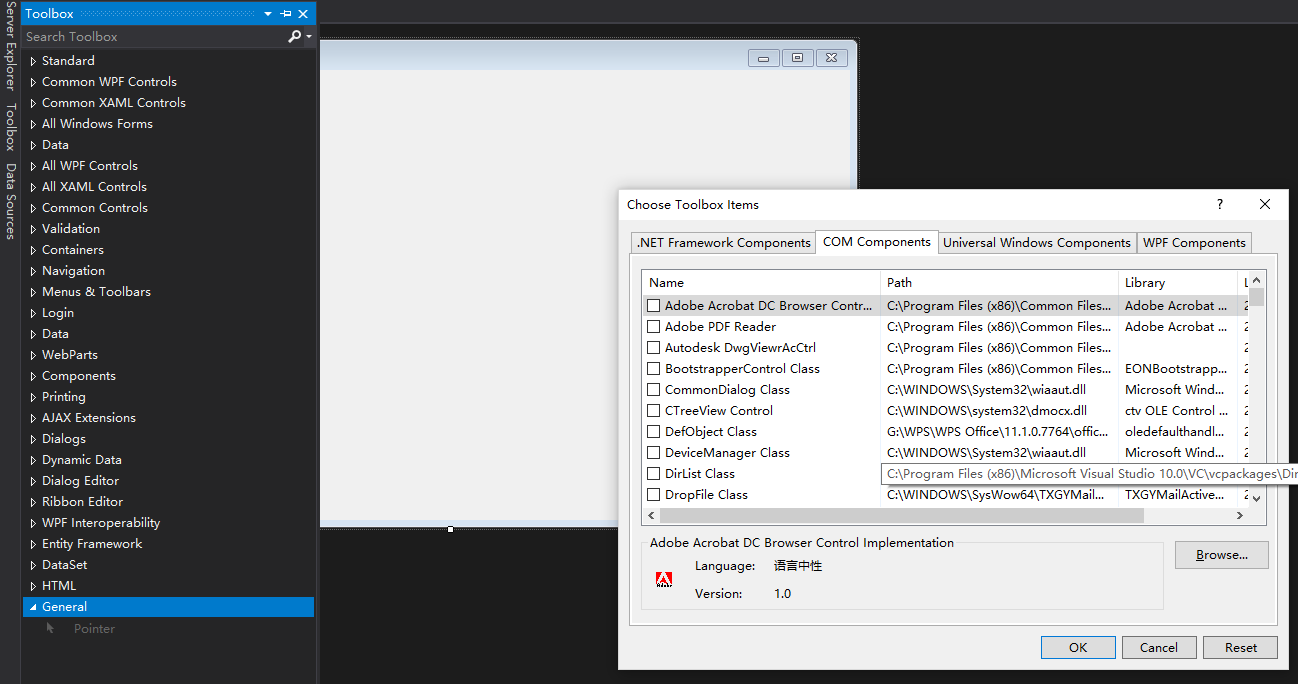 Server Explorer
Toolbox
Data Sources
Toolbox
Search Toolbox
Standard
Common WPF Controls
Common XAML Controls
All Windows Forms
Data
All WPF Controls
All XAML Controls
Common Controls
Validation
Containers
Navigation
Menus & Toolbars
Login
Data
WebParts
Components
Printing
AJAX Extensions
Dialogs
Dynamic Data
Dialog Editor
Ribbon Editor
WPF Interoperability
Entity Framework
DataSet
HTML
General
Pointer
Choose Toolbox Items ?
.NET Framework Components COM Components Universal Windows Components WPF Components
Name Path Library L
Adobe Acrobat DC Browser Contr... C:\Program Files (x86)\Common Files... Adobe Acrobat ... 2
Adobe PDF Reader C:\Program Files (x86)\Common Files... Adobe Acrobat ... 2
Autodesk DwgViewrAcCtrl C:\Program Files (x86)\Common Files... 2
BootstrapperControl Class C:\Program Files (x86)\Common Files... EONBootstrapp... 2
CommonDialog Class C:\WINDOWS\System32\wiaaut.dll Microsoft Wind... 2
CTreeView Control C:\WINDOWS\system32\dmocx.dll ctv OLE Control ... 2
DefObject Class G:\WPS\WPS Office\11.1.0.7764\offic... oledefaulthandl... 2
DeviceManager Class C:\WINDOWS\System32\wiaaut.dll Microsoft Wind... 2
DirList Class C:\Program Files (x86)\Microsoft Visual Studio 10.0\VC\vcpackages\Dir
DropFile Class C:\WINDOWS\SysWow64\TXGYMail... TXGYMailActive... 2
Adobe Acrobat DC Browser Control Implementation
Language: 语言中性
Version: 1.0
Browse...
OK Cancel Reset